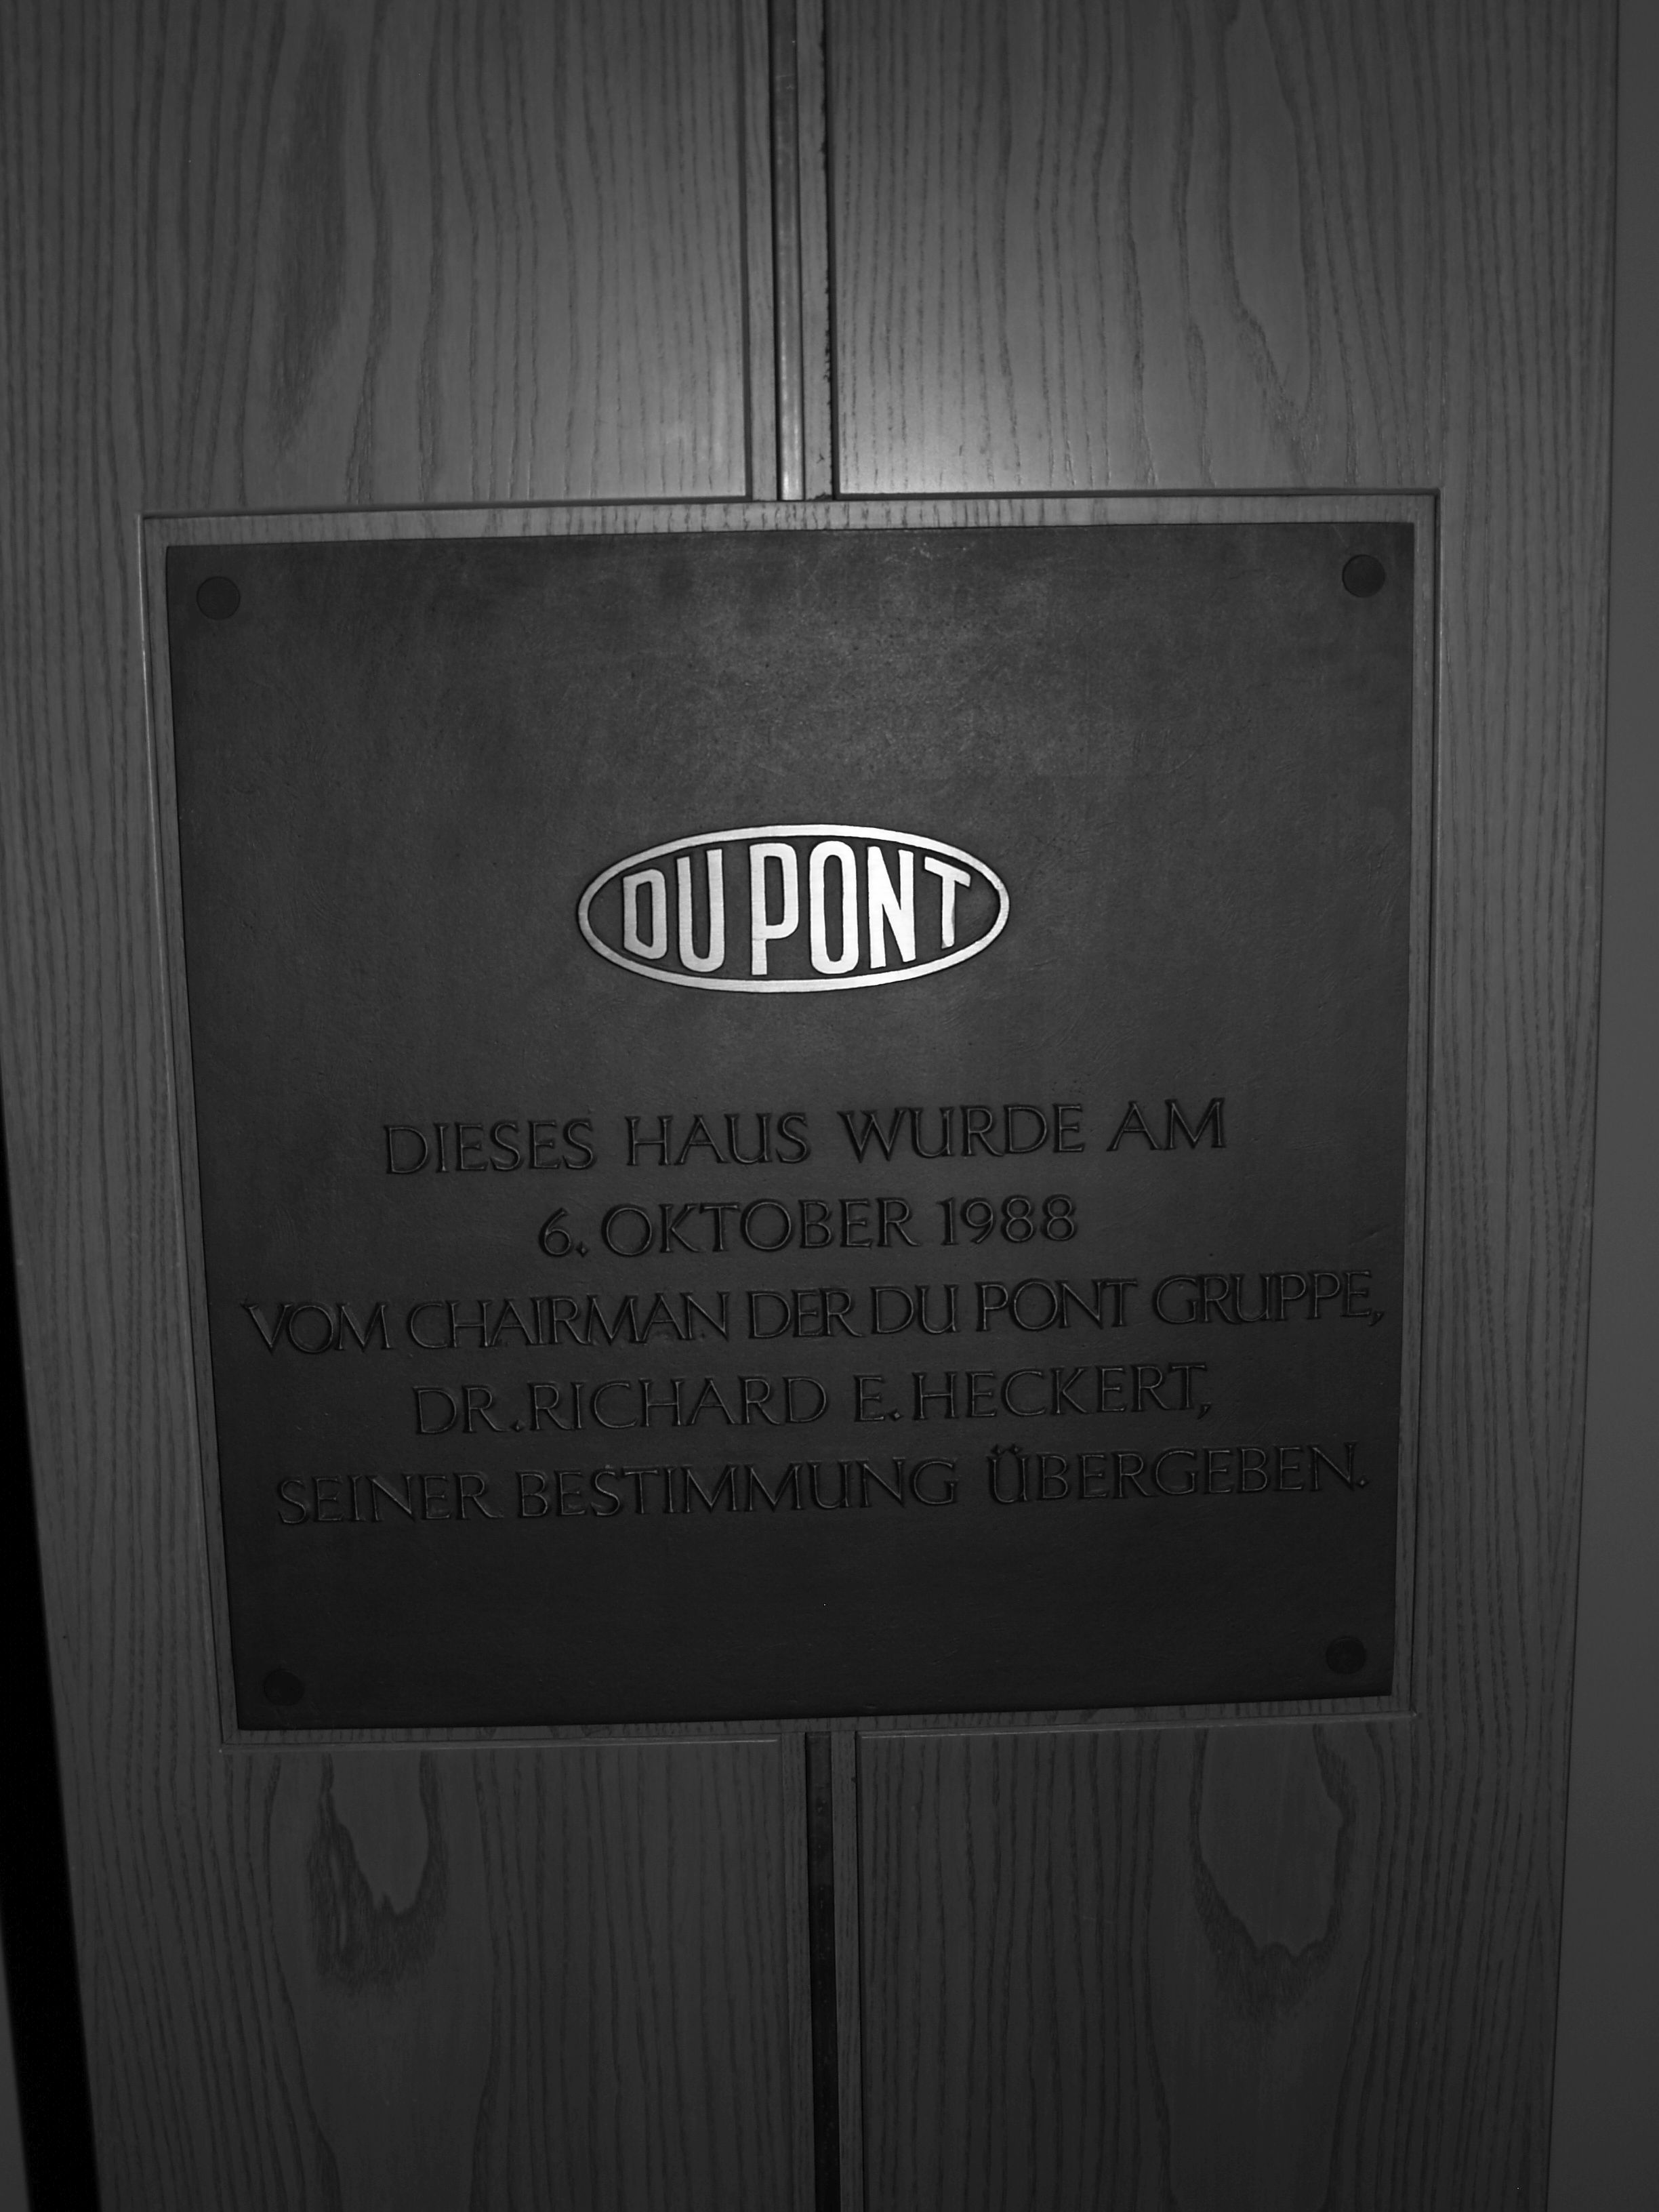 DU PONT
DIESES HAUS WURDE AM
6. OKTOBER 1988
VOM CHAIRMAN DER DU PONT GRUPPE,
DR. RICHARD E. HECKERT,
SEINER BESTIMMUNG ÜBERGEBEN.